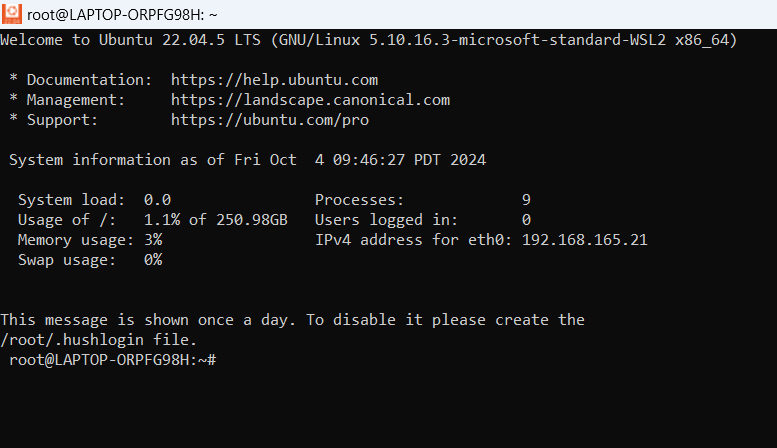 root@LAPTOP-ORPFG98H: ~
Welcome to Ubuntu 22.04.5 LTS (GNU/Linux 5.10.16.3-microsoft-standard-WSL2 x86_64)
* Documentation:  https://help.ubuntu.com
* Management:     https://landscape.canonical.com
* Support:        https://ubuntu.com/pro
System information as of Fri Oct  4 09:46:27 PDT 2024
System load:  0.0                Processes:             9
Usage of /:   1.1% of 250.98GB   Users logged in:       0
Memory usage: 3%                 IPv4 address for eth0: 192.168.165.21
Swap usage:   0%
This message is shown once a day. To disable it please create the
/root/.hushlogin file.
root@LAPTOP-ORPFG98H:~#